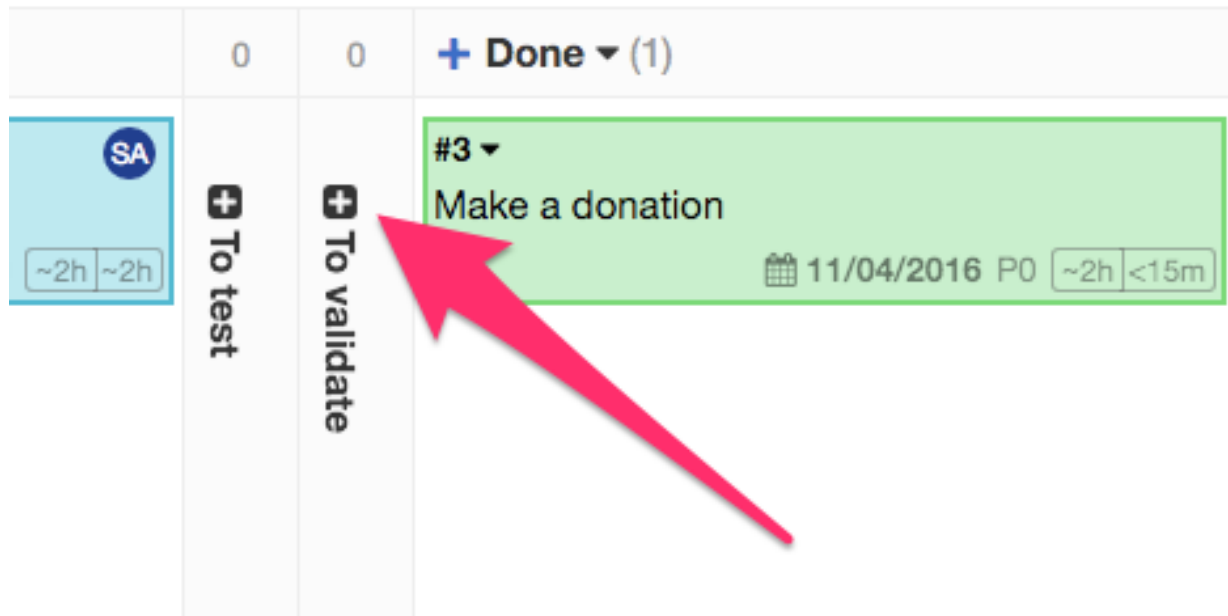 0
0
+ Done (1)
SA
~2h ~2h
To test
To validate
#3
Make a donation
11/04/2016 P0 ~2h <15m